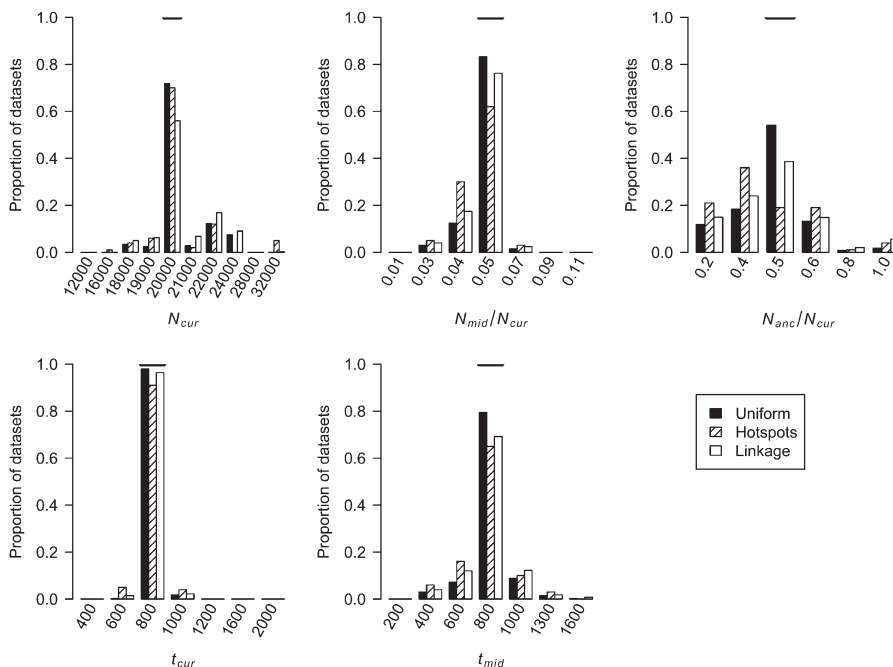 Proportion of datasets
1.0
0.8
0.6
0.4
0.2
0.0
12000 16000 18000 19000 20000 21000 22000 24000 28000 32000
N_cur
Proportion of datasets
1.0
0.8
0.6
0.4
0.2
0.0
0.01 0.03 0.04 0.05 0.07 0.09 0.11
N_mid/N_cur
Proportion of datasets
1.0
0.8
0.6
0.4
0.2
0.0
0.2 0.4 0.5 0.6 0.8 1.0
N_anc/N_cur
Proportion of datasets
1.0
0.8
0.6
0.4
0.2
0.0
400 600 800 1000 1200 1600 2000
t_cur
Proportion of datasets
1.0
0.8
0.6
0.4
0.2
0.0
200 400 600 800 1000 1300 1600
t_mid
Uniform
Hotspots
Linkage